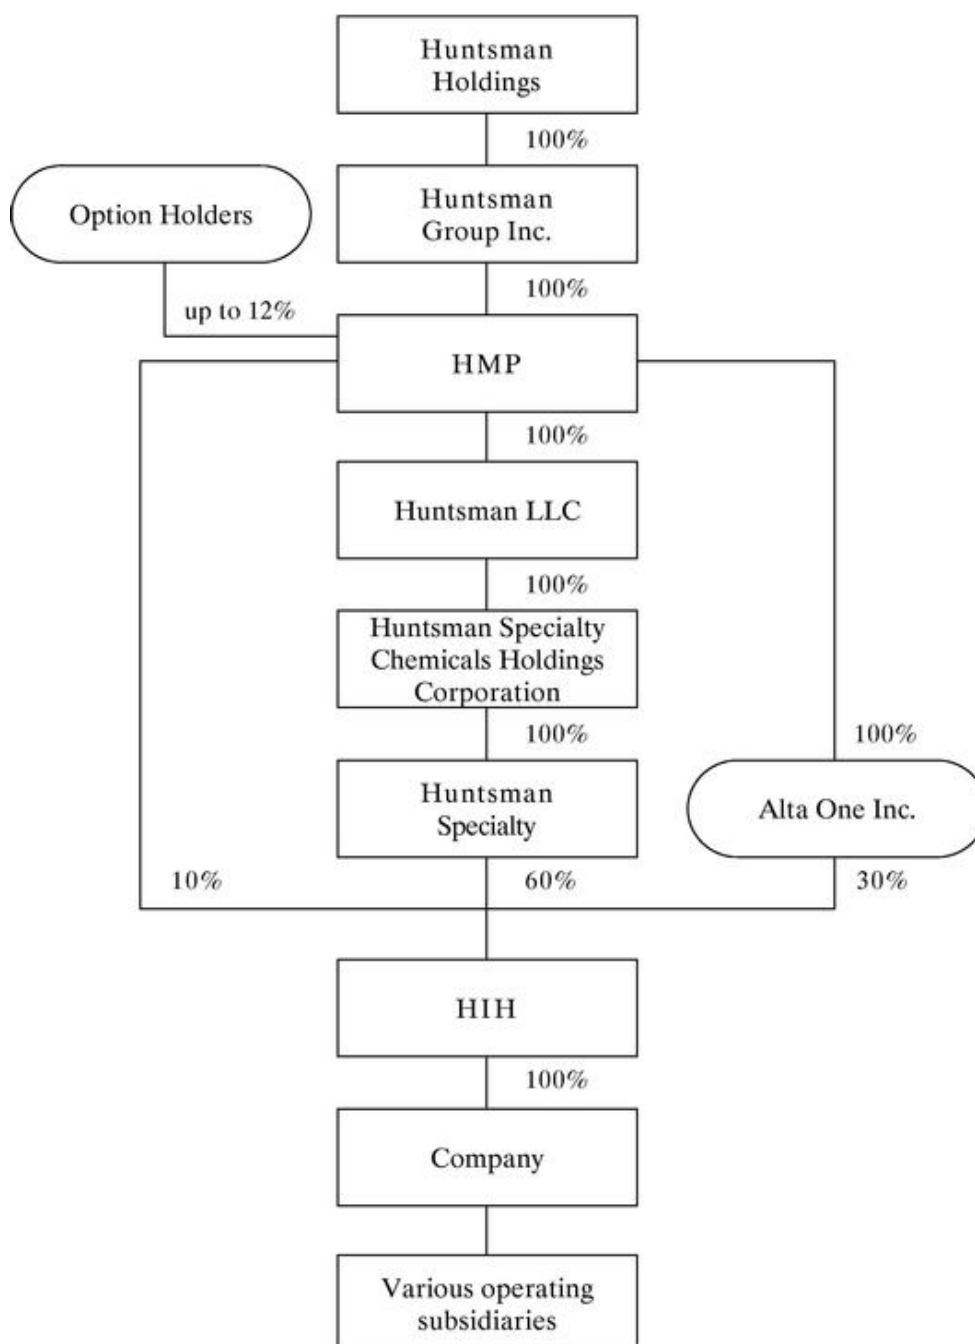 Huntsman
Holdings
100%
Option Holders
Huntsman
Group Inc.
up to 12%
100%
HMP
100%
Huntsman LLC
100%
Huntsman Specialty
Chemicals Holdings
Corporation
100%
100%
Huntsman
Specialty
Alta One Inc.
10%
60%
30%
HIH
100%
Company
Various operating
subsidiaries